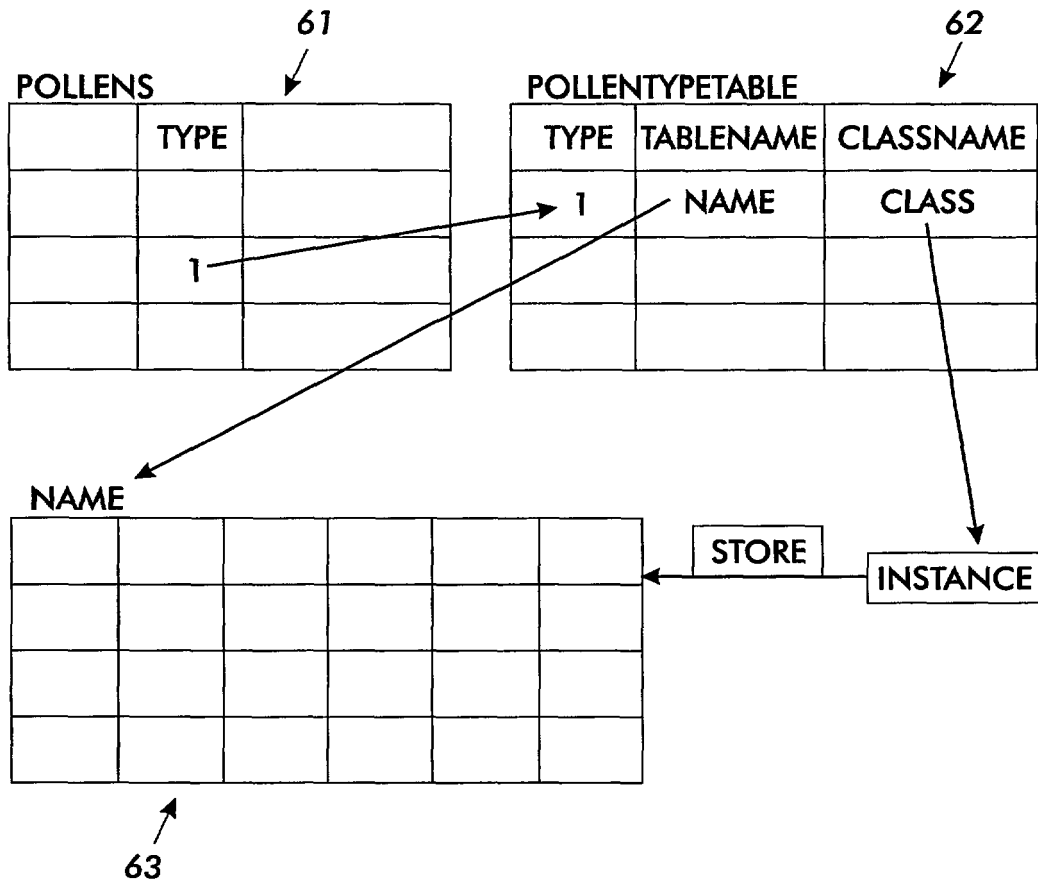 61
62
POLLENS
POLLENTYPETABLE
TYPE
TYPE TABLENAME CLASSNAME
1 NAME CLASS
1
NAME
STORE
INSTANCE
63